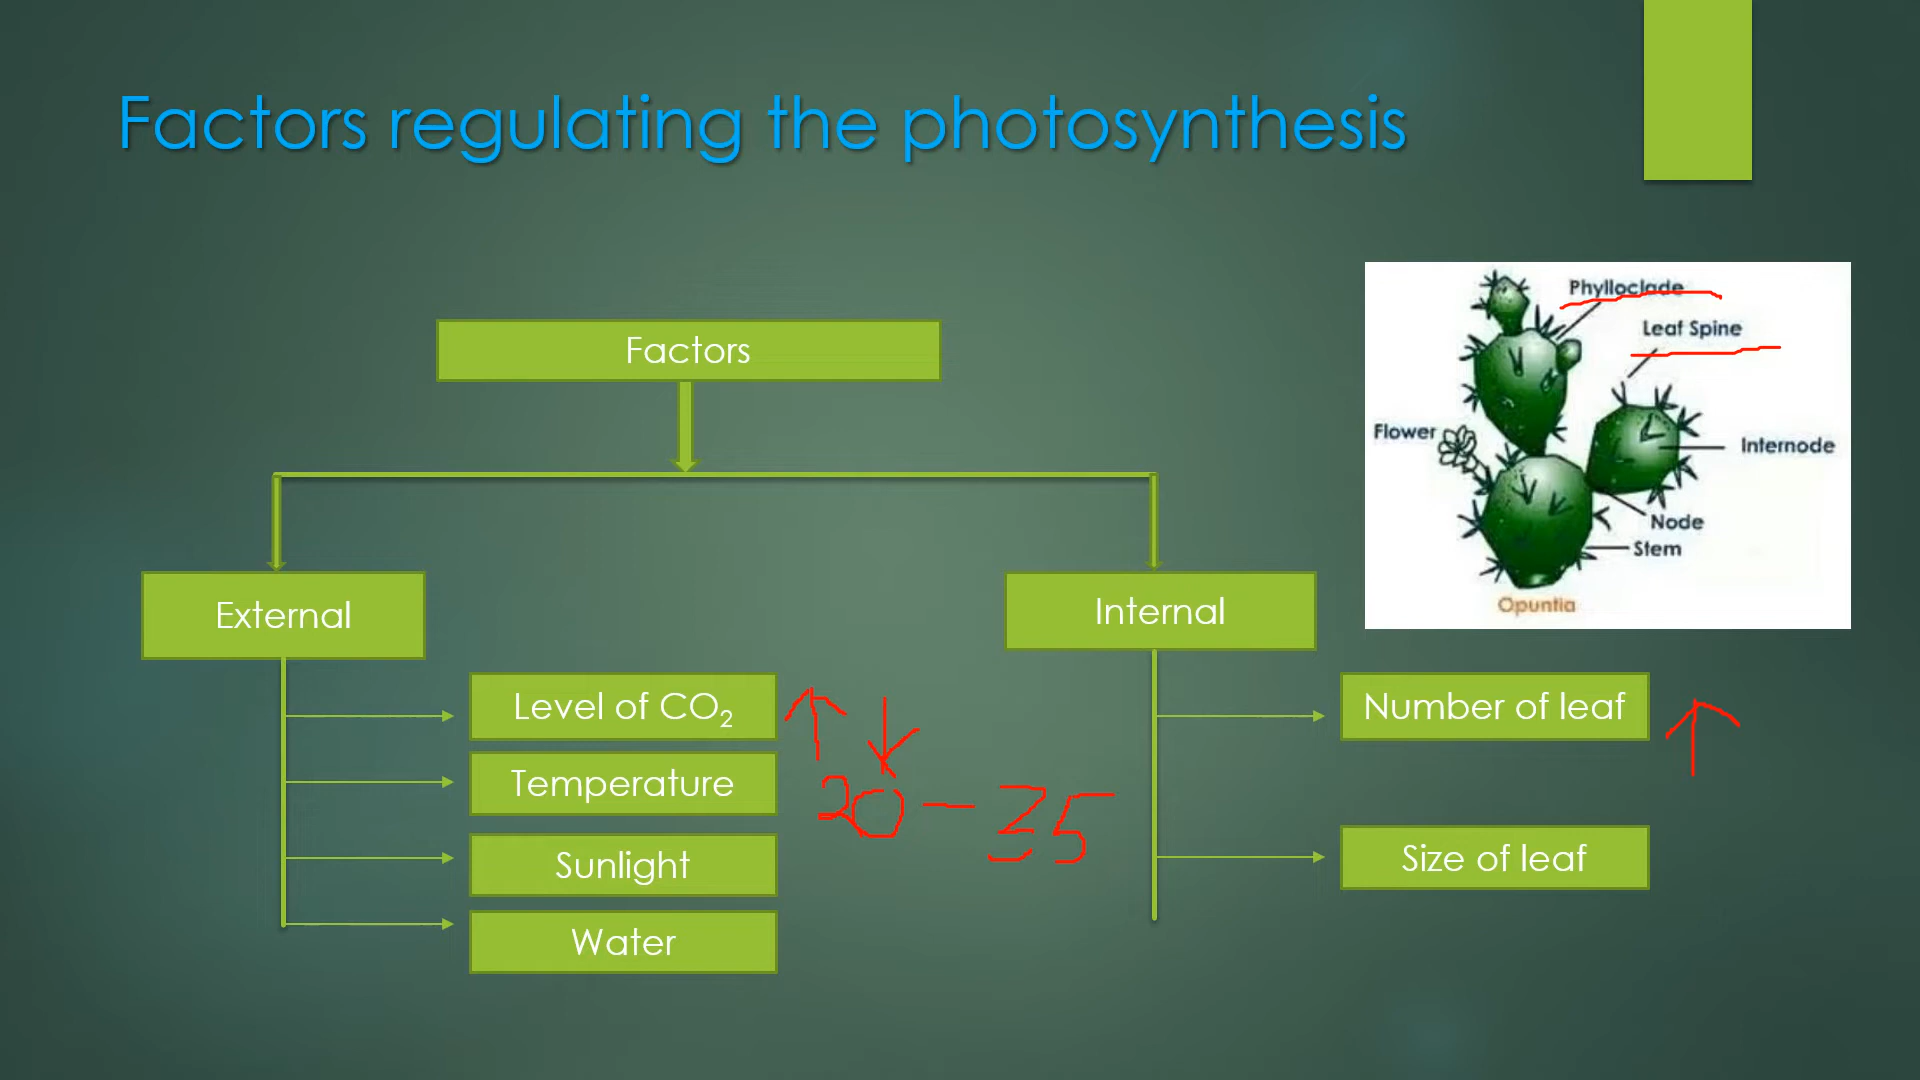 Factors regulating the photosynthesis
Factors
External
Internal
Level of CO₂
Temperature
Sunlight
Water
20 - 35
Number of leaf
Size of leaf
Phylloclade
Leaf Spine
Flower
Internode
Node
Stem
Opuntia